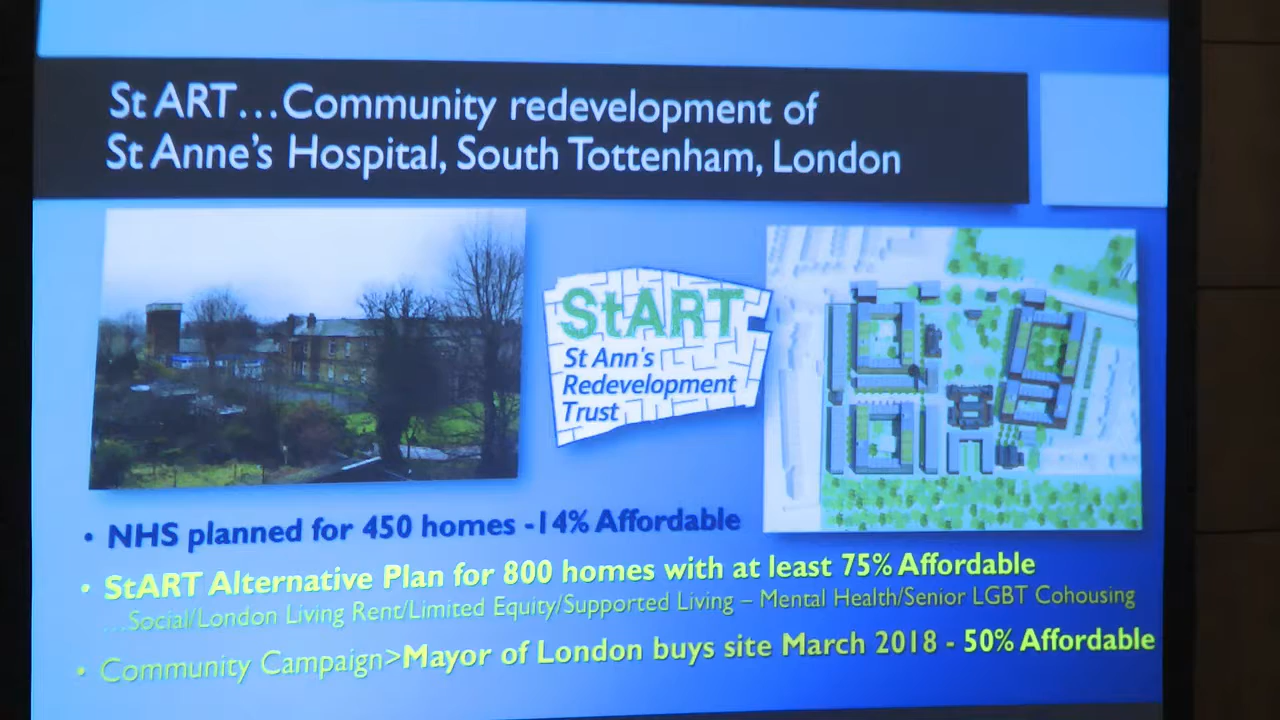 St ART…Community redevelopment of
St Anne's Hospital, South Tottenham, London
StART
St Ann's
Redevelopment
Trust
• NHS planned for 450 homes -14% Affordable
• StART Alternative Plan for 800 homes with at least 75% Affordable
…Social/London Living Rent/Limited Equity/Supported Living – Mental Health/Senior LGBT Cohousing
• Community Campaign>Mayor of London buys site March 2018 - 50% Affordable